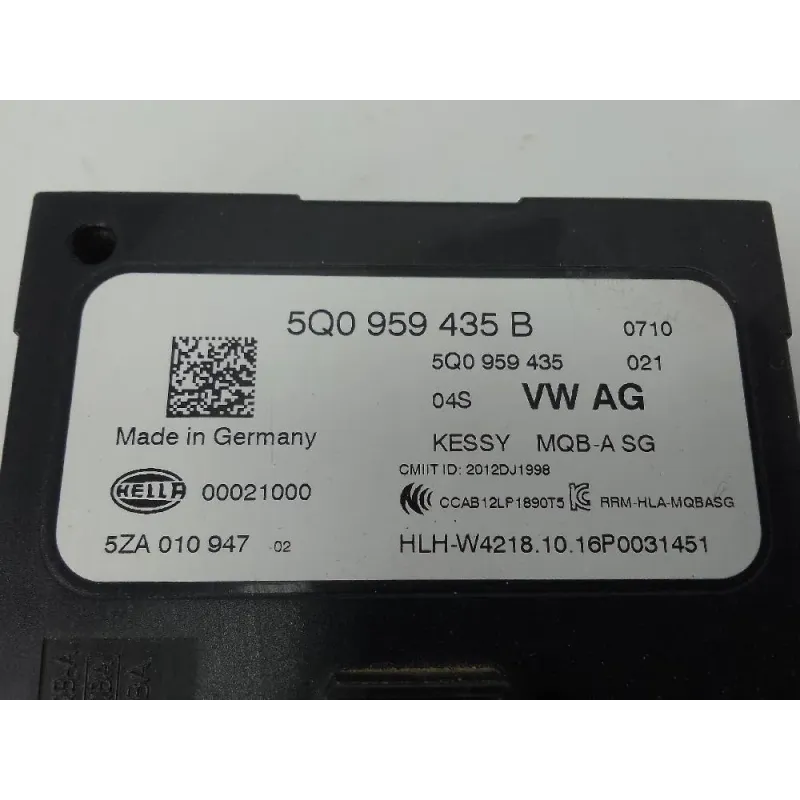 5Q0 959 435 B 0710
5Q0 959 435 021
04S VW AG
Made in Germany
KESSY MQB-A SG
CMIIT ID: 2012DJ1998
HELLA 00021000
CCAB12LP1890T5 RRM-HLA-MQBASG
5ZA 010 947 -02
HLH-W4218.10.16P0031451